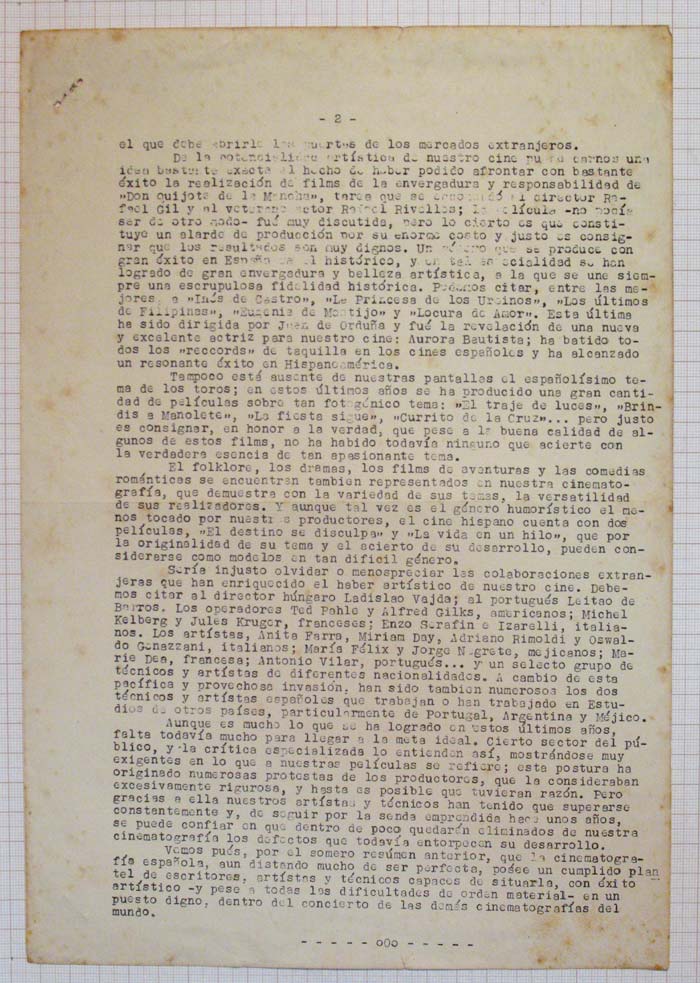 - 2 -
el que debe abrirle las puertas de los mercados extranjeros.
De la potencialidad artística de nuestro cine puede darnos una
idea bastante exacta el hecho de haber podido afrontar con bastante
éxito la realización de films de la envergadura y responsabilidad de
"Don quijote de la Mancha", tarea que se encomendó al director Ra-
fael Gil y al veterano actor Rafael Rivelles; la película -no podía
ser de otro modo- fué muy discutida, pero lo cierto es que consti-
tuye un alarde de producción por su enorme costo y justo es consig-
nar que los resultados son muy dignos. Un género que se produce con
gran éxito en España es el histórico, y en tal especialidad se han
logrado de gran envergadura y belleza artística, a la que se une siem-
pre una escrupulosa fidelidad histórica. Podemos citar, entre las me-
jores, a "Inés de Castro", "La Princesa de los Ursinos", "Los últimos
de Filipinas", "Eugenia de Montijo" y "Locura de Amor". Esta última
ha sido dirigida por Juan de Orduña y fué la revelación de una nueva
y excelente actriz para nuestro cine: Aurora Bautista; ha batido to-
dos los "reccords" de taquilla en los cines españoles y ha alcanzado
un resonante éxito en Hispanoamérica.
Tampoco está ausente de nuestras pantallas el españolísimo te-
ma de los toros; en estos últimos años se ha producido una gran canti-
dad de películas sobre tan fotogénico tema: "El traje de luces", "Brin-
dis a Manolete", "La fiesta sigue", "Currito de la Cruz"... pero justo
es consignar, en honor a la verdad, que pese a la buena calidad de al-
gunos de estos films, no ha habido todavía ninguno que acierte con
la verdadera esencia de tan apasionante tema.
El folklore, los dramas, los films de aventuras y las comedias
románticas se encuentran tambien representados en nuestra cinemato-
grafía, que demuestra con la variedad de sus temas, la versatilidad
de sus realizadores. Y aunque tal vez es el género humorístico el me-
nos tocado por nuestros productores, el cine hispano cuenta con dos
películas, "El destino se disculpa" y "La vida en un hilo", que por
la originalidad de su tema y el acierto de su desarrollo, pueden con-
siderarse como modelos en tan dificil género.
Sería injusto olvidar o menospreciar las colaboraciones extran-
jeras que han enriquecido el haber artístico de nuestro cine. Debe-
mos citar al director húngaro Ladislao Vajda; al portugués Leitao de
Barros. Los operadores Ted Pahle y Alfred Gilks, americanos; Michel
Kelberg y Jules Kruger, franceses; Enzo Serafin e Izarelli, italia-
nos. Los artístas, Anita Farra, Miriam Day, Adriano Rimoldi y Oswal-
do Genazzani, italianos; María Félix y Jorge Negrete, mejicanos; Ma-
rie Dea, francesa; Antonio Vilar, portugués... y un selecto grupo de
técnicos y artístas de diferentes nacionalidades. A cambio de esta
pacífica y provechosa invasión, han sido tambien numerosos los dos
técnicos y artístas españoles que trabajan o han trabajado en Estu-
dios de otros países, particularmente de Portugal, Argentina y Méjico.
Aunque es mucho lo que se ha logrado en estos últimos años,
falta todavía mucho para llegar a la meta ideal. Cierto sector del pú-
blico, y la crítica especializada lo entienden así, mostrándose muy
exigentes en lo que a nuestras películas se refiere; esta postura ha
originado numerosas protestas de los productores, que la consideraban
excesivamente rigurosa, y hasta es posible que tuvieran razón. Pero
gracias a ella nuestros artístas y técnicos han tenido que superarse
constantemente y, de seguir por la senda emprendida hace unos años,
se puede confiar en que dentro de poco quedarán eliminados de nuestra
cinematografía los defectos que todavía entorpecen su desarrollo.
Vemos pués, por el somero resúmen anterior, que la cinematogra-
fía española, aun distando mucho de ser perfecta, posée un cumplido plan
tel de escritores, artístas y técnicos capaces de situarla, con éxito
artístico -y pese a todas las dificultades de orden material- en un
puesto digno, dentro del concierto de las demás cinematografías del
mundo.
- - - - - o0o - - - - -